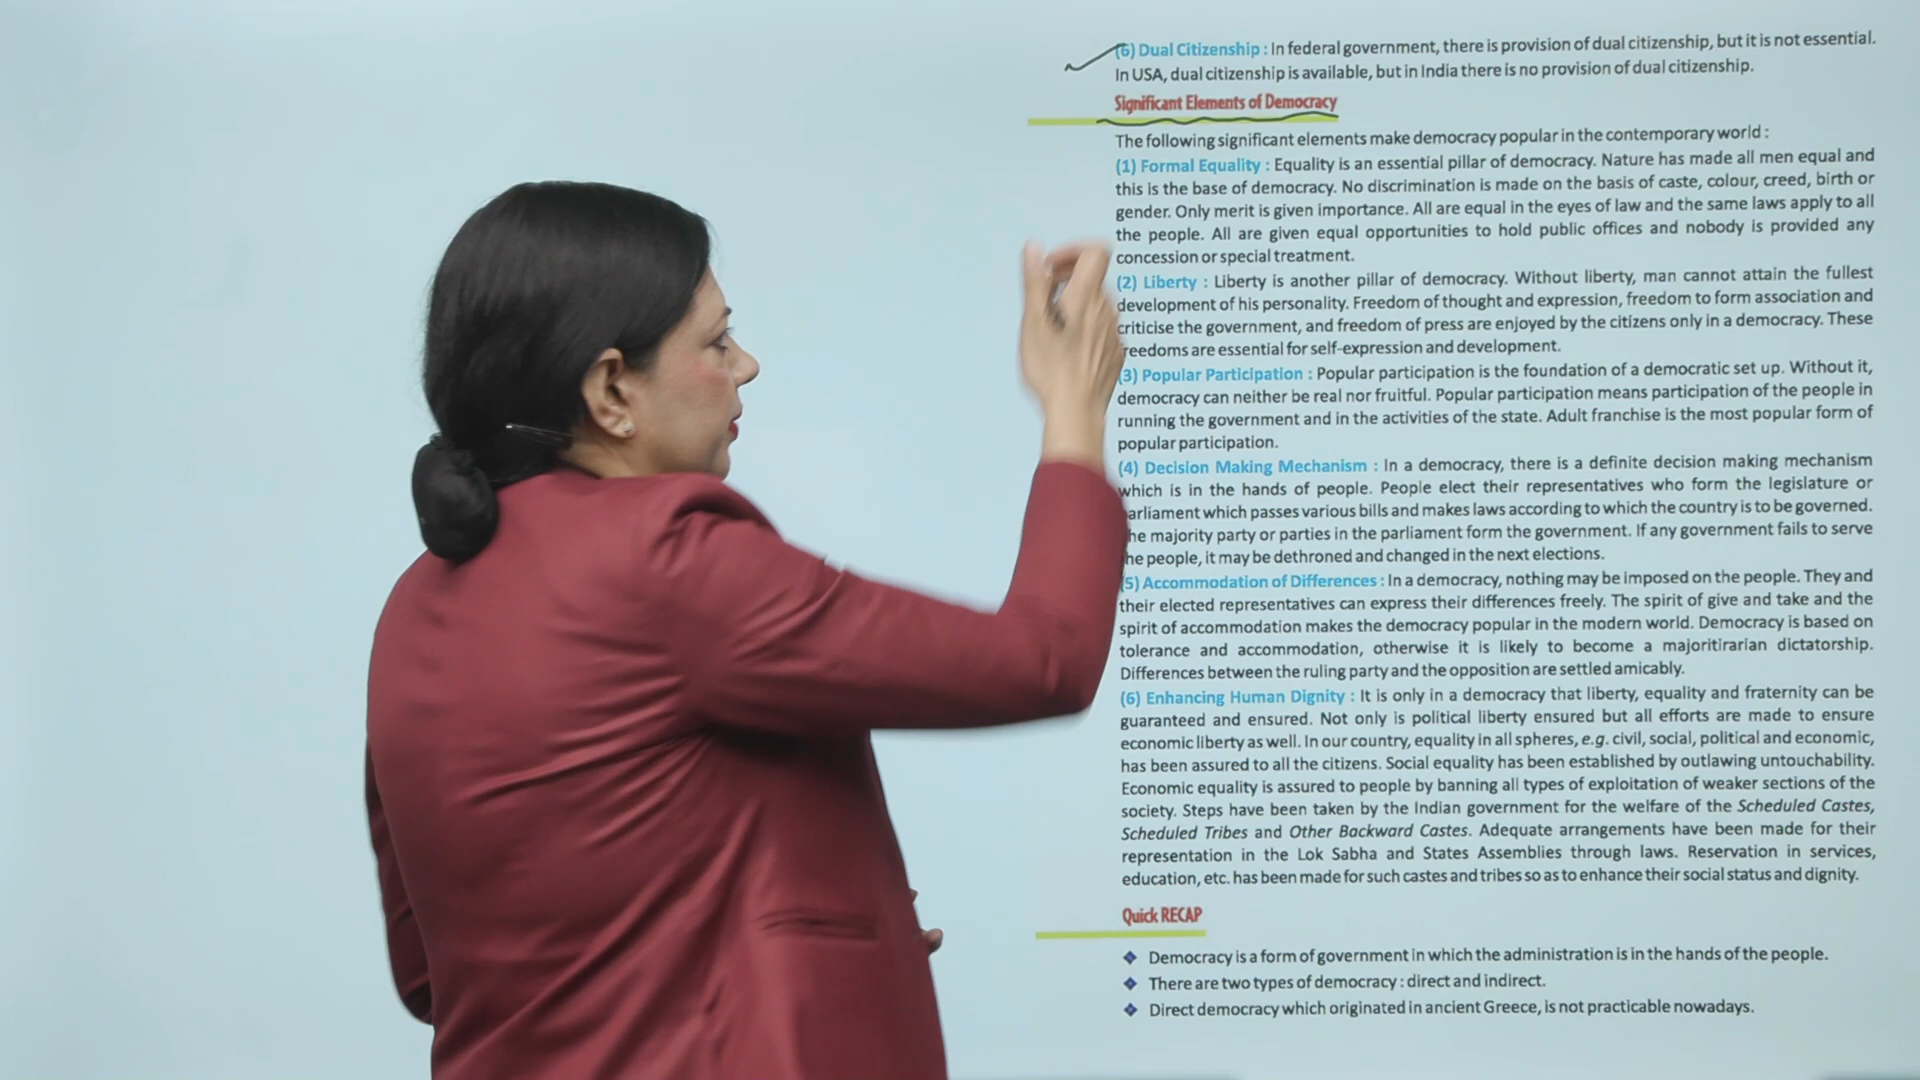 (6) Dual Citizenship : In federal government, there is provision of dual citizenship, but it is not essential.
In USA, dual citizenship is available, but in India there is no provision of dual citizenship.
Significant Elements of Democracy
The following significant elements make democracy popular in the contemporary world :
(1) Formal Equality : Equality is an essential pillar of democracy. Nature has made all men equal and
this is the base of democracy. No discrimination is made on the basis of caste, colour, creed, birth or
gender. Only merit is given importance. All are equal in the eyes of law and the same laws apply to all
the people. All are given equal opportunities to hold public offices and nobody is provided any
concession or special treatment.
(2) Liberty : Liberty is another pillar of democracy. Without liberty, man cannot attain the fullest
development of his personality. Freedom of thought and expression, freedom to form association and
criticise the government, and freedom of press are enjoyed by the citizens only in a democracy. These
reedoms are essential for self-expression and development.
(3) Popular Participation : Popular participation is the foundation of a democratic set up. Without it,
democracy can neither be real nor fruitful. Popular participation means participation of the people in
running the government and in the activities of the state. Adult franchise is the most popular form of
popular participation.
(4) Decision Making Mechanism : In a democracy, there is a definite decision making mechanism
which is in the hands of people. People elect their representatives who form the legislature or
arliament which passes various bills and makes laws according to which the country is to be governed.
he majority party or parties in the parliament form the government. If any government fails to serve
he people, it may be dethroned and changed in the next elections.
(5) Accommodation of Differences : In a democracy, nothing may be imposed on the people. They and
their elected representatives can express their differences freely. The spirit of give and take and the
spirit of accommodation makes the democracy popular in the modern world. Democracy is based on
tolerance and accommodation, otherwise it is likely to become a majoritirarian dictatorship.
Differences between the ruling party and the opposition are settled amicably.
(6) Enhancing Human Dignity : It is only in a democracy that liberty, equality and fraternity can be
guaranteed and ensured. Not only is political liberty ensured but all efforts are made to ensure
economic liberty as well. In our country, equality in all spheres, e.g. civil, social, political and economic,
has been assured to all the citizens. Social equality has been established by outlawing untouchability.
Economic equality is assured to people by banning all types of exploitation of weaker sections of the
society. Steps have been taken by the Indian government for the welfare of the Scheduled Castes,
Scheduled Tribes and Other Backward Castes. Adequate arrangements have been made for their
representation in the Lok Sabha and States Assemblies through laws. Reservation in services,
education, etc. has been made for such castes and tribes so as to enhance their social status and dignity.
Quick RECAP
❖ Democracy is a form of government in which the administration is in the hands of the people.
❖ There are two types of democracy : direct and indirect.
❖ Direct democracy which originated in ancient Greece, is not practicable nowadays.